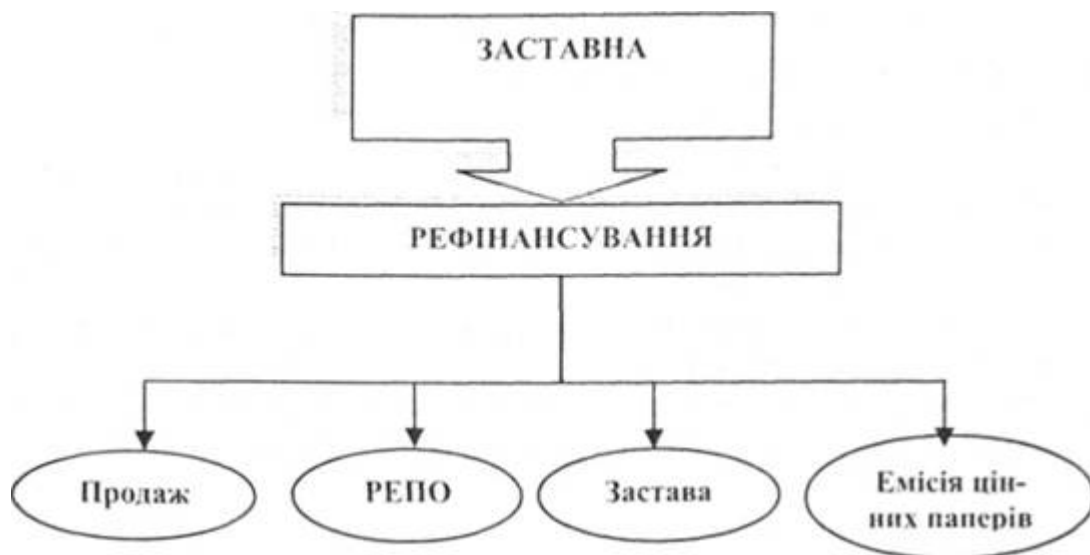 ЗАСТАВНА
РЕФІНАНСУВАННЯ
Продаж
РЕПО
Застава
Емісія цін-
них паперів